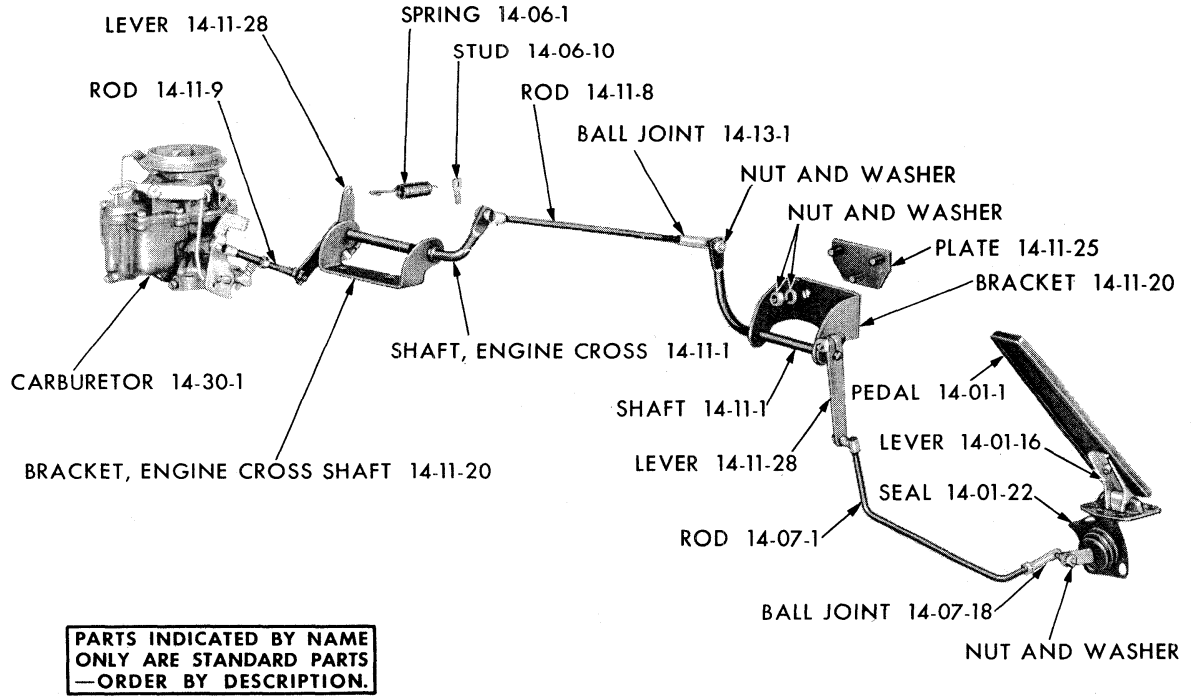 SPRING 14-06-1
LEVER 14-11-28
STUD 14-06-10
ROD 14-11-9
ROD 14-11-8
BALL JOINT 14-13-1
NUT AND WASHER
NUT AND WASHER
PLATE 14-11-25
BRACKET 14-11-20
SHAFT, ENGINE CROSS 14-11-1
CARBURETOR 14-30-1
PEDAL 14-01-1
SHAFT 14-11-1
LEVER 14-01-16
LEVER 14-11-28
BRACKET, ENGINE CROSS SHAFT 14-11-20
SEAL 14-01-22
ROD 14-07-1
BALL JOINT 14-07-18
NUT AND WASHER
PARTS INDICATED BY NAME
ONLY ARE STANDARD PARTS
—ORDER BY DESCRIPTION.